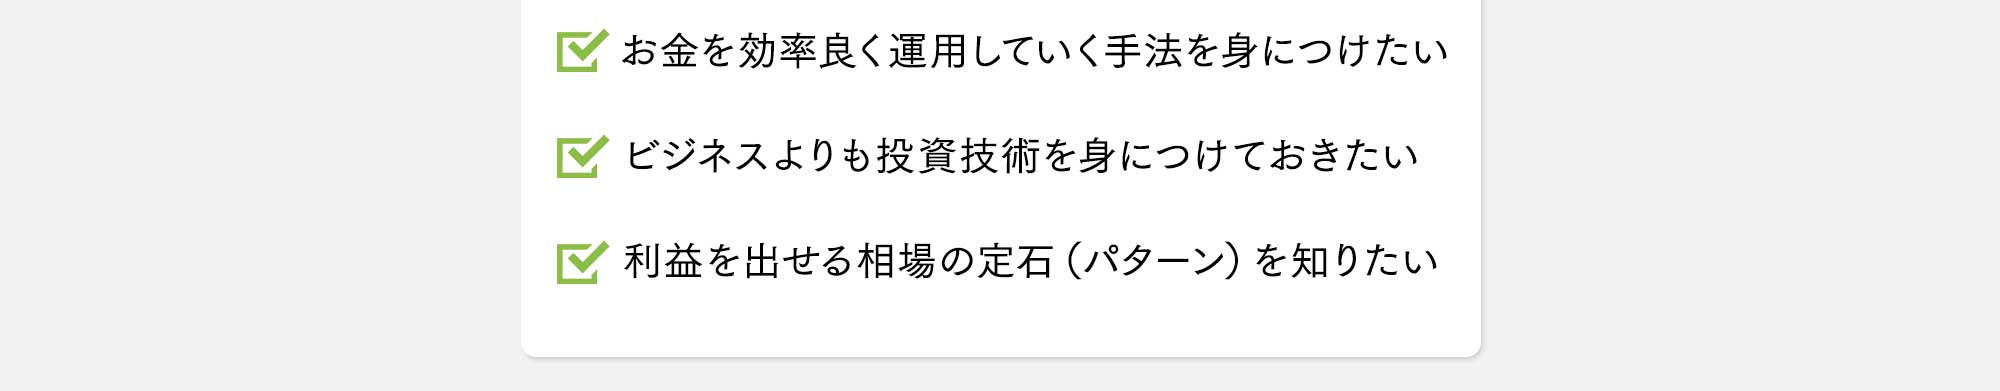 お金を効率良く運用していく手法を身につけたい
ビジネスよりも投資技術を身につけておきたい
利益を出せる相場の定石（パターン）を知りたい